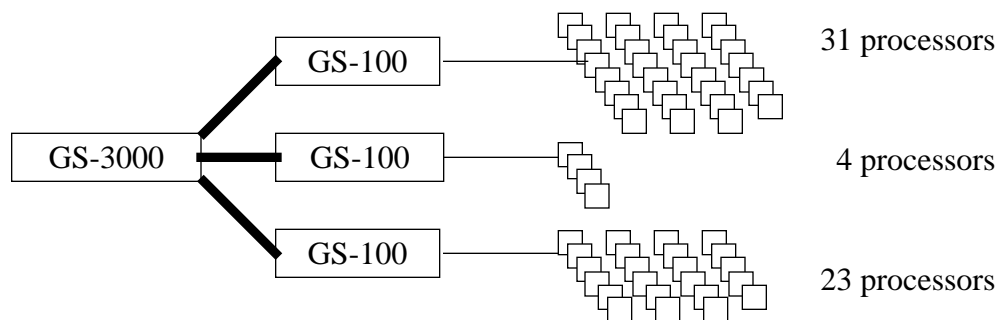 GS-100
31 processors
GS-3000
GS-100
4 processors
GS-100
23 processors